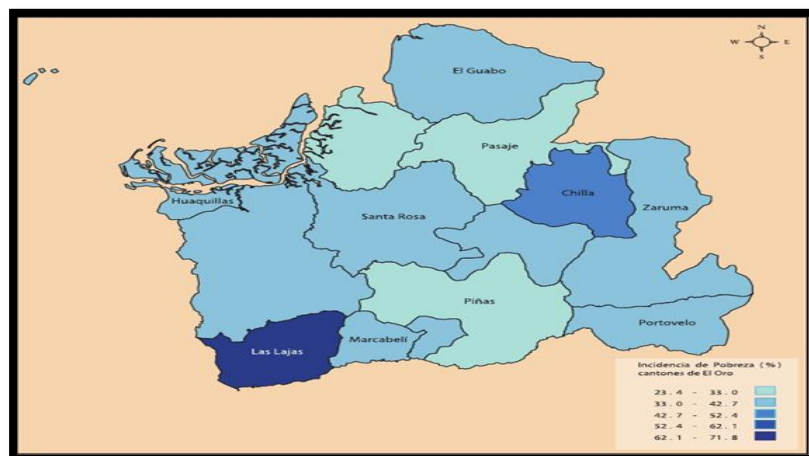 N
W E
S
El Guabo
Pasaje
Chilla
Huaquillas
Zaruma
Santa Rosa
Piñas
Portovelo
Marcabelí
Las Lajas
Incidencia de Pobreza (%)
cantones de El Oro
23.4 - 33.0
33.0 - 42.7
42.7 - 52.4
52.4 - 62.1
62.1 - 71.8